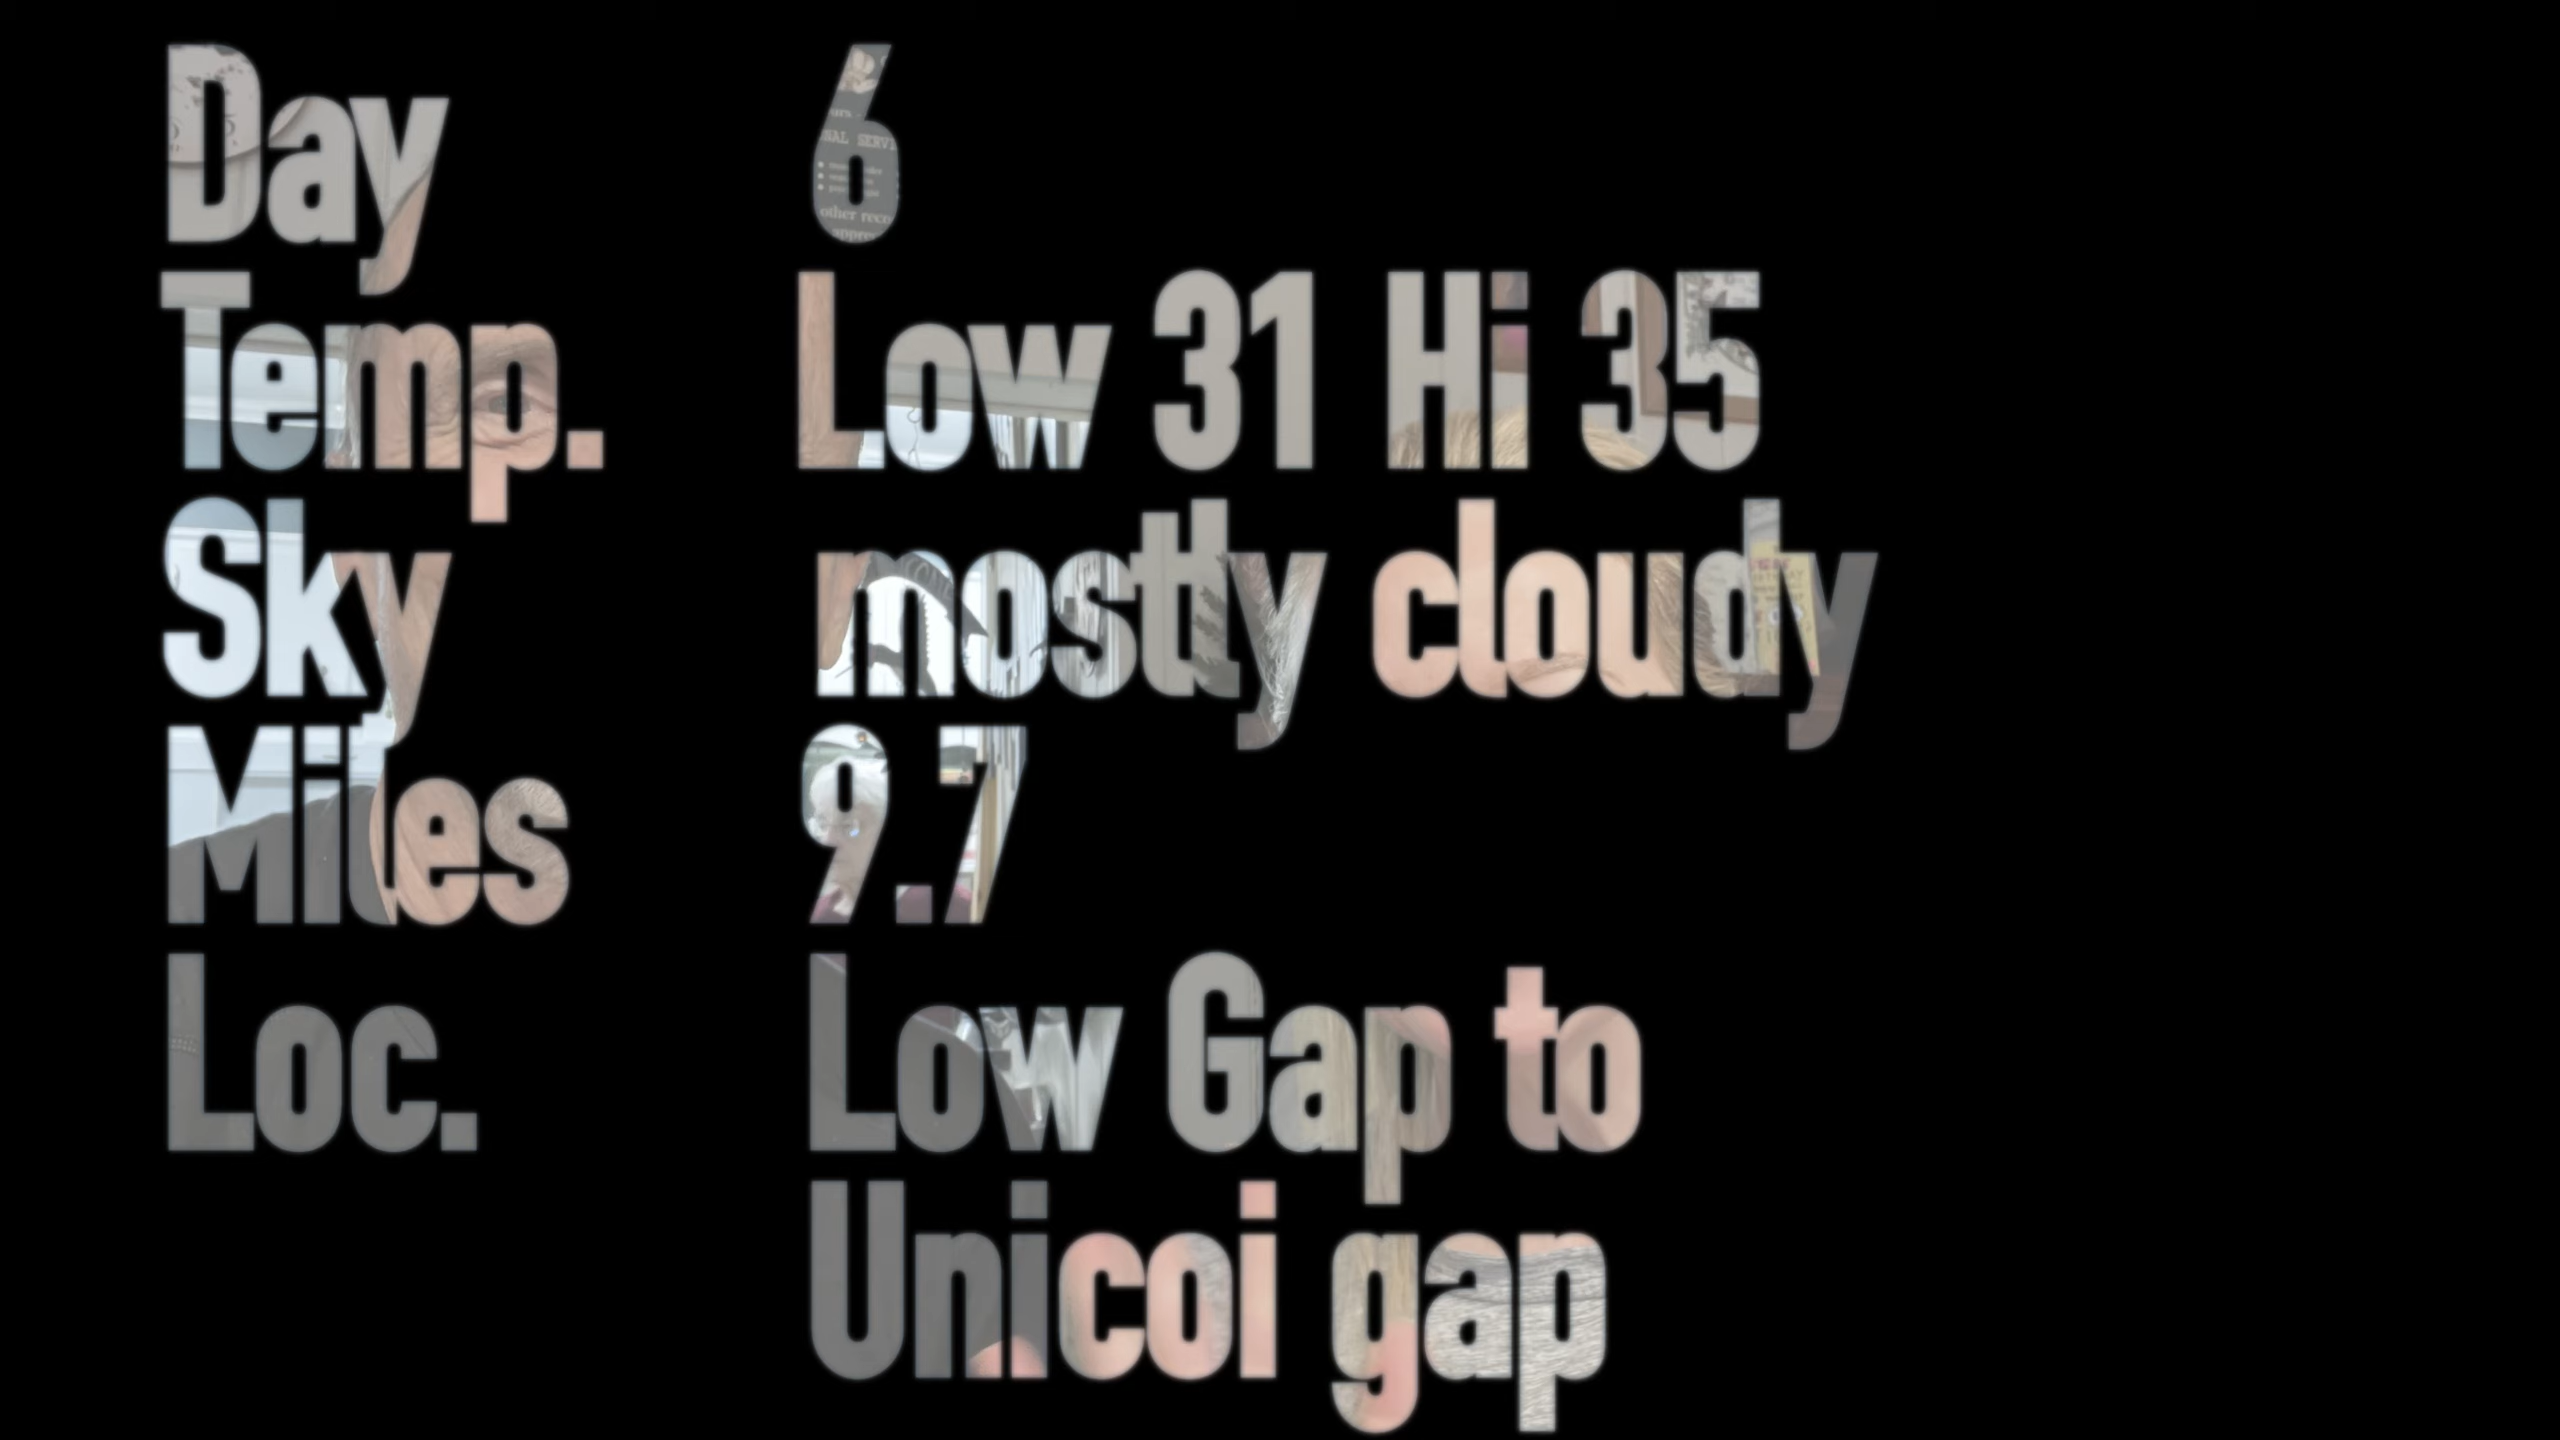 Day 6
Temp. Low 31 Hi 35
Sky mostly cloudy
Miles 9.7
Loc. Low Gap to
Unicoi gap